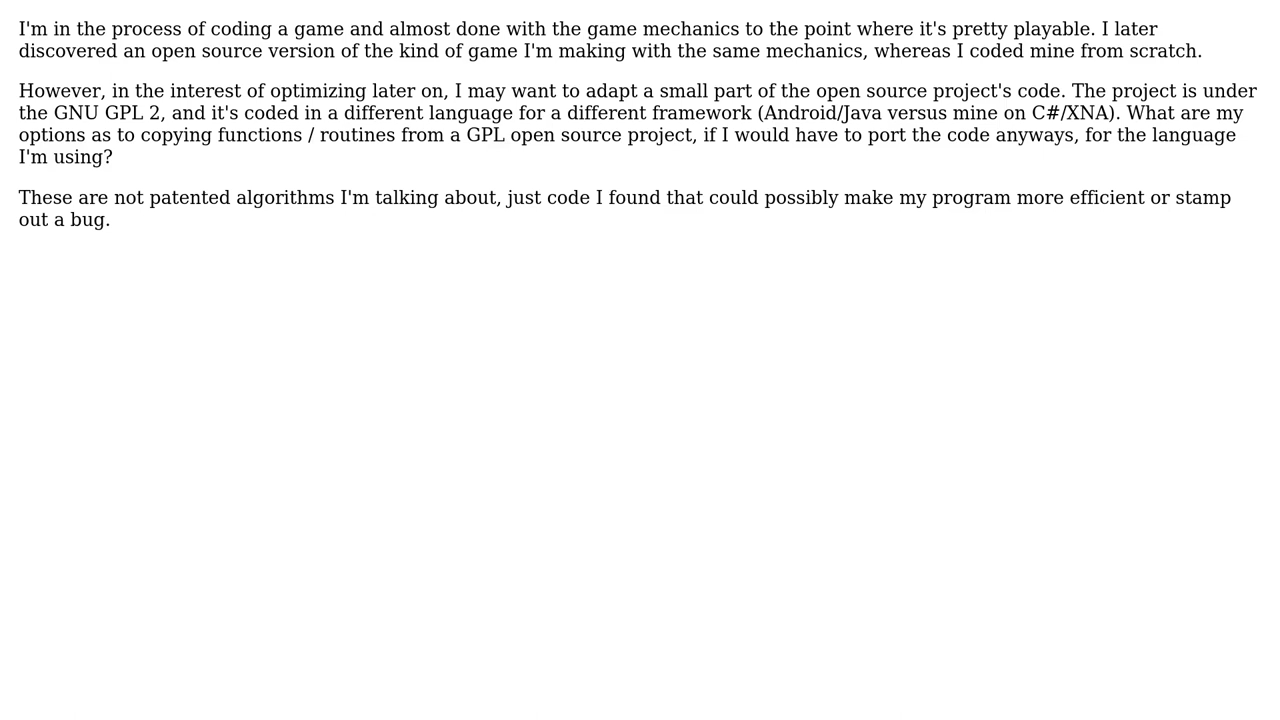 I'm in the process of coding a game and almost done with the game mechanics to the point where it's pretty playable. I later
discovered an open source version of the kind of game I'm making with the same mechanics, whereas I coded mine from scratch.
However, in the interest of optimizing later on, I may want to adapt a small part of the open source project's code. The project is under
the GNU GPL 2, and it's coded in a different language for a different framework (Android/Java versus mine on C#/XNA). What are my
options as to copying functions / routines from a GPL open source project, if I would have to port the code anyways, for the language
I'm using?
These are not patented algorithms I'm talking about, just code I found that could possibly make my program more efficient or stamp
out a bug.